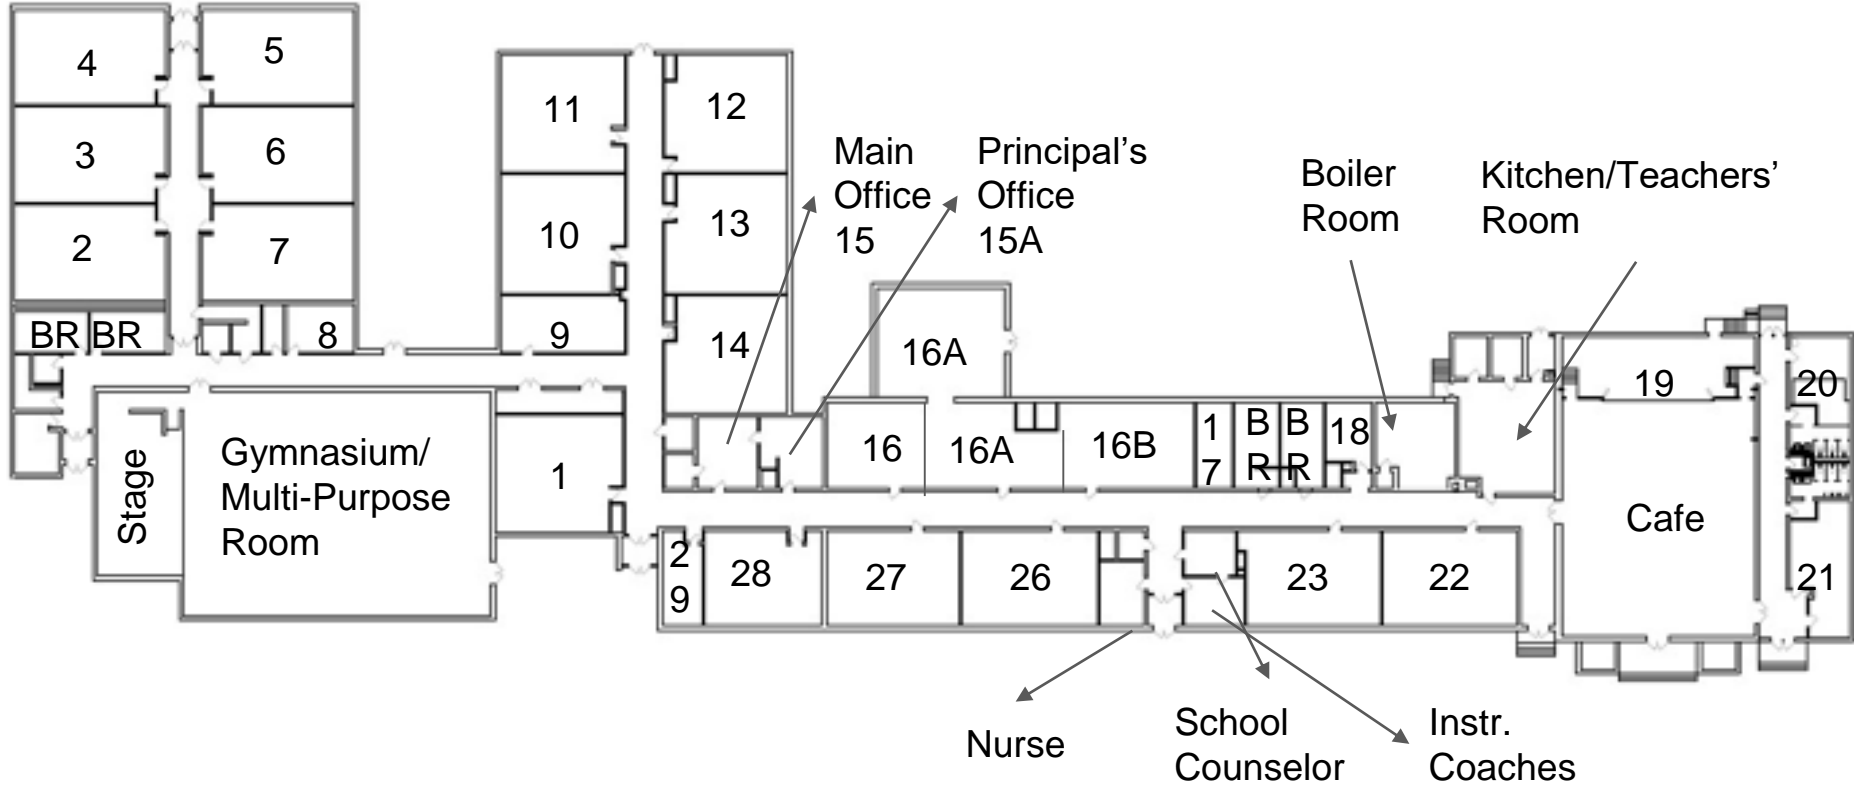 4
5
3
6
2
7
BR
BR
8
11
12
10
13
9
14
Main
Office
15
Principal’s
Office
15A
Boiler
Room
Kitchen/Teachers’
Room
16A
16
16A
16B
1
7
B
R
B
R
18
19
20
Cafe
21
Stage
Gymnasium/
Multi-Purpose
Room
1
2
9
28
27
26
23
22
Nurse
School
Counselor
Instr.
Coaches